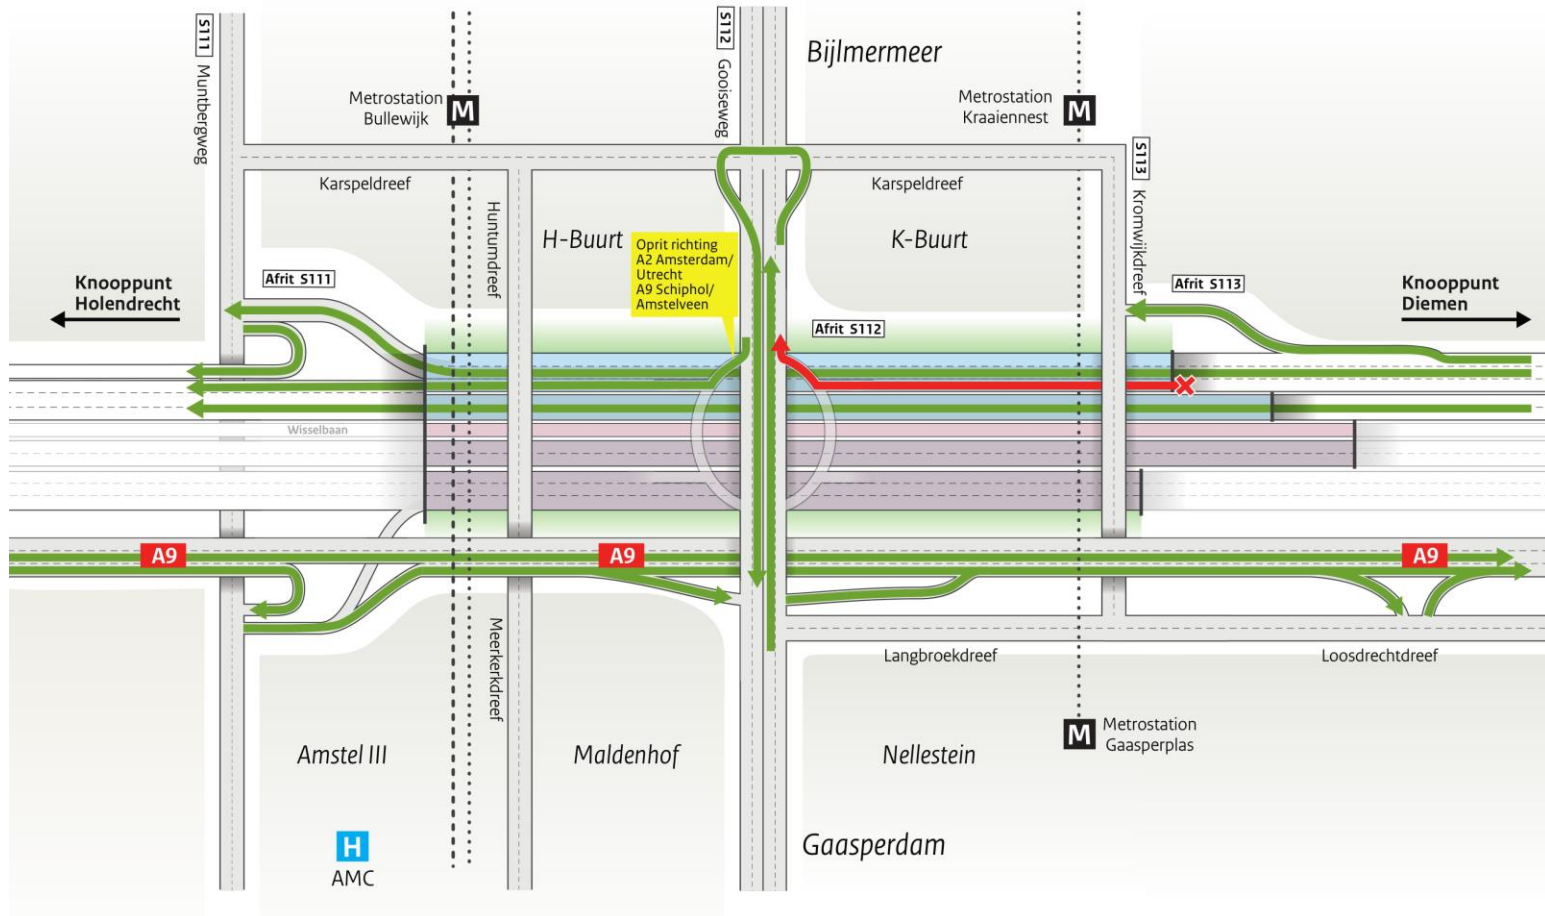 S111
Muntbergweg
S112
Gooiseweg
Bijlmermeer
Metrostation
Bullewijk
M
Metrostation
Kraaiennest
M
S113
Kromwijkdreef
Karspeldreef
Karspeldreef
Huntumdreef
H-Buurt
K-Buurt
Oprit richting
A2 Amsterdam/
Utrecht
A9 Schiphol/
Amstelveen
Knooppunt
Holendrecht
Afrit S111
Afrit S113
Knooppunt
Diemen
Afrit S112
Wisselbaan
A9
A9
A9
Meerkerkdreef
Langbroekdreef
Loosdrechtdreef
Amstel III
Maldenhof
Nellestein
M
Metrostation
Gaasperplas
H
AMC
Gaasperdam